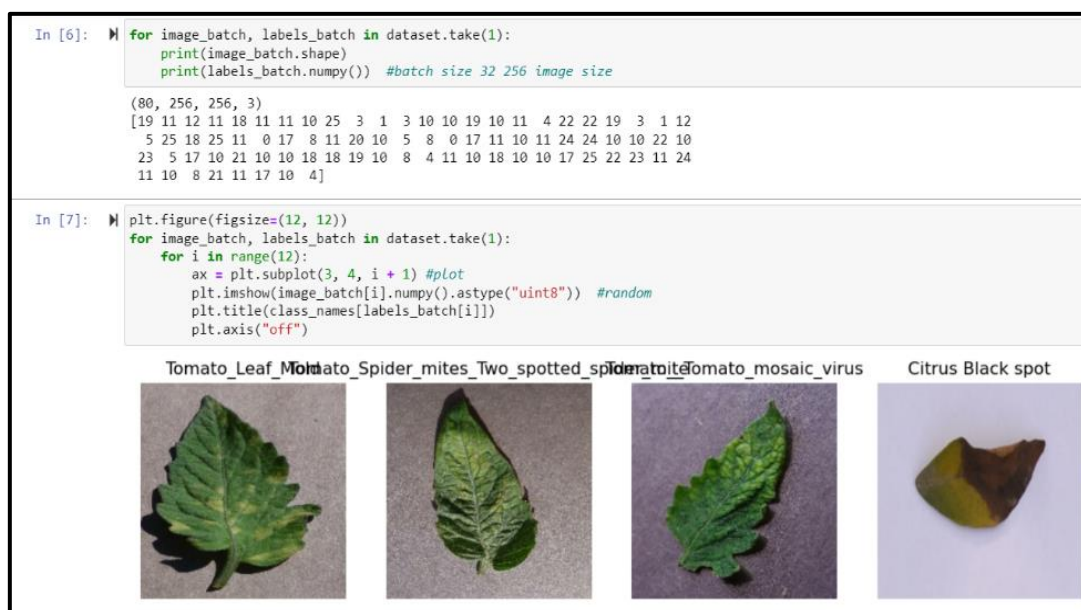 In [6]: for image_batch, labels_batch in dataset.take(1):
print(image_batch.shape)
print(labels_batch.numpy()) #batch size 32 256 image size
(80, 256, 256, 3)
[19 11 12 11 18 11 11 10 25 3 1 3 10 10 19 10 11 4 22 22 19 3 1 12
5 25 18 25 11 0 17 8 11 20 10 5 8 0 17 11 10 11 24 24 10 10 22 10
23 5 17 10 21 10 10 18 18 19 10 8 4 11 10 18 10 10 17 25 22 23 11 24
11 10 8 21 11 17 10 4]
In [7]: plt.figure(figsize=(12, 12))
for image_batch, labels_batch in dataset.take(1):
for i in range(12):
ax = plt.subplot(3, 4, i + 1) #plot
plt.imshow(image_batch[i].numpy().astype("uint8")) #random
plt.title(class_names[labels_batch[i]])
plt.axis("off")
Tomato_Leaf_Mold Tomato_Spider_mites_Two_spotted_spider_mite Tomato__Tomato_mosaic_virus Citrus Black spot